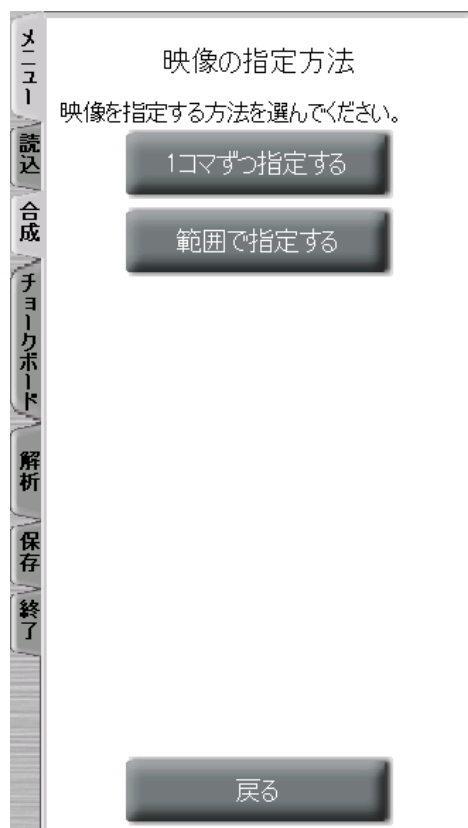 メニュー
読込
合成
チョークボード
解析
保存
終了
映像の指定方法
映像を指定する方法を選んでください。
1コマずつ指定する
範囲で指定する
戻る